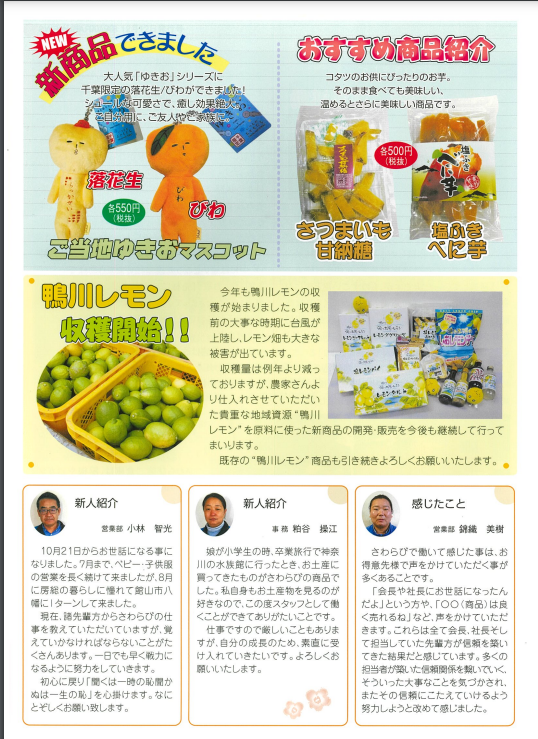 NEW
新商品できました
大人気「ゆきお」シリーズに
千葉限定の落花生/びわができました!
シュールな可愛さで、癒し効果絶大。
ご自分用に、ご友人やご家族に。
落花生
各550円
(税抜)
びわ
ご当地ゆきおマスコット
おすすめ商品紹介
コタツのお供にぴったりのお芋。
そのまま食べても美味しい、
温めるとさらに美味しい商品です。
各500円
(税抜)
さつまいも
甘納糖
塩ふき
べに芋
鴨川レモン
収穫開始!!
今年も鴨川レモンの収
穫が始まりました。収穫
前の大事な時期に台風が
上陸し、レモン畑も大きな
被害が出ています。
収穫量は例年より減っ
ておりますが、農家さんよ
り仕入れさせていただい
た貴重な地域資源“鴨川
レモン”を原料に使った新商品の開発・販売を今後も継続して行って
まいります。
既存の“鴨川レモン”商品も引き続きよろしくお願いいたします。
新人紹介
営業部 小林 智光
10月21日からお世話になる事に
なりました。7月まで、ベビー・子供服
の営業を長く続けて来ましたが、8月
に房総の暮らしに憧れて館山市八
幡にIターンして来ました。
現在、諸先輩方からさわらびの仕
事を教えていただいていますが、覚
えていかなければならないことがた
くさんあります。一日でも早く戦力に
なるように努力をしていきます。
初心に戻り「聞くは一時の恥聞か
ぬは一生の恥」を心掛けます。なに
とぞしくお願い致します。
新人紹介
事務 粕谷 操江
娘が小学生の時、卒業旅行で神奈
川の水族館に行ったとき、お土産に
買ってきたものがさわらびの商品で
した。私自身もお土産物を見るのが
好きなので、この度スタッフとして働
くことができてありがたいことです。
仕事ですので厳しいこともありま
すが、自分の成長のため、素直に受
け入れていきたいです。よろしくお
願いいたします。
感じたこと
営業部 錦織 美樹
さわらびで働いて感じた事は、お
得意先様で声をかけていただく事が
多くあることです。
「会長や社長にお世話になったん
だよ」という方や、「〇〇(商品)は良
く売れるね」など、声をかけていただ
きます。これらは全て会長、社長そし
て担当していた先輩方が信頼を築い
てきた結果だと感じています。多くの
担当者が築いた信頼関係を繋いでいく、
そういった大事なことを気づかされ、
またその信頼にこたえていけるよう
努力しようと改めて感じました。